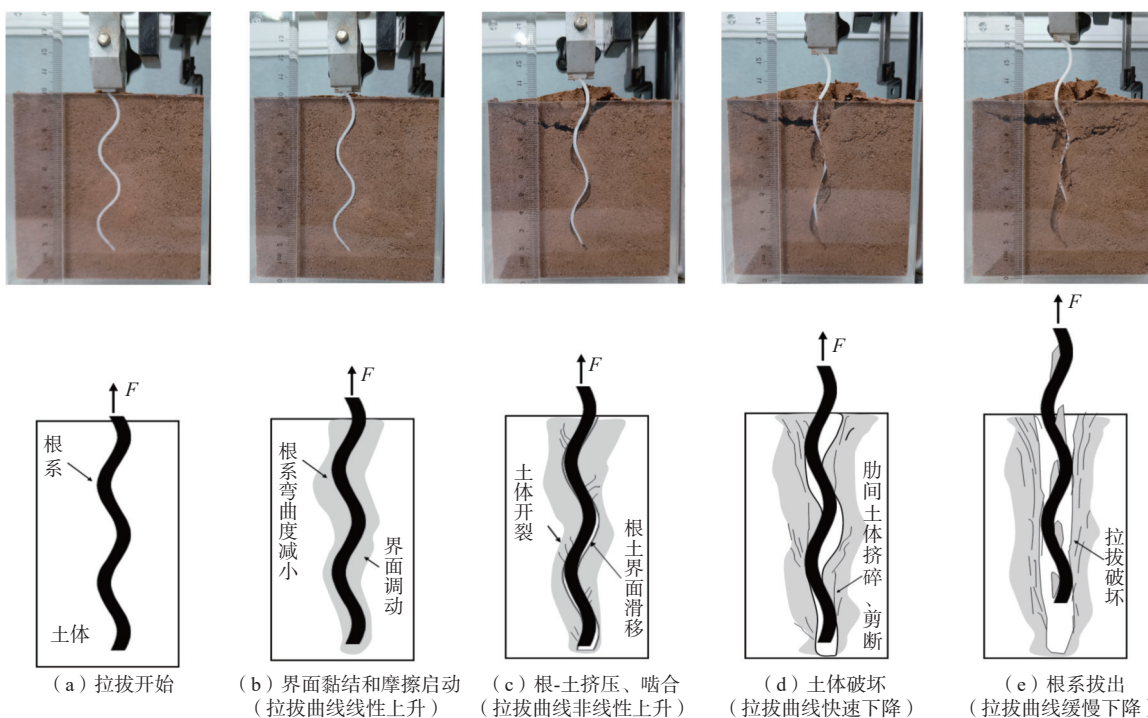 F
F
F
F
F
根系
土体
根系弯曲度减小
界面调动
土体开裂
根土界面滑移
肋间土体挤碎、剪断
拉拔破坏
（a）拉拔开始
（b）界面黏结和摩擦启动
（拉拔曲线线性上升）
（c）根-土挤压、啮合
（拉拔曲线非线性上升）
（d）土体破坏
（拉拔曲线快速下降）
（e）根系拔出
（拉拔曲线缓慢下降）